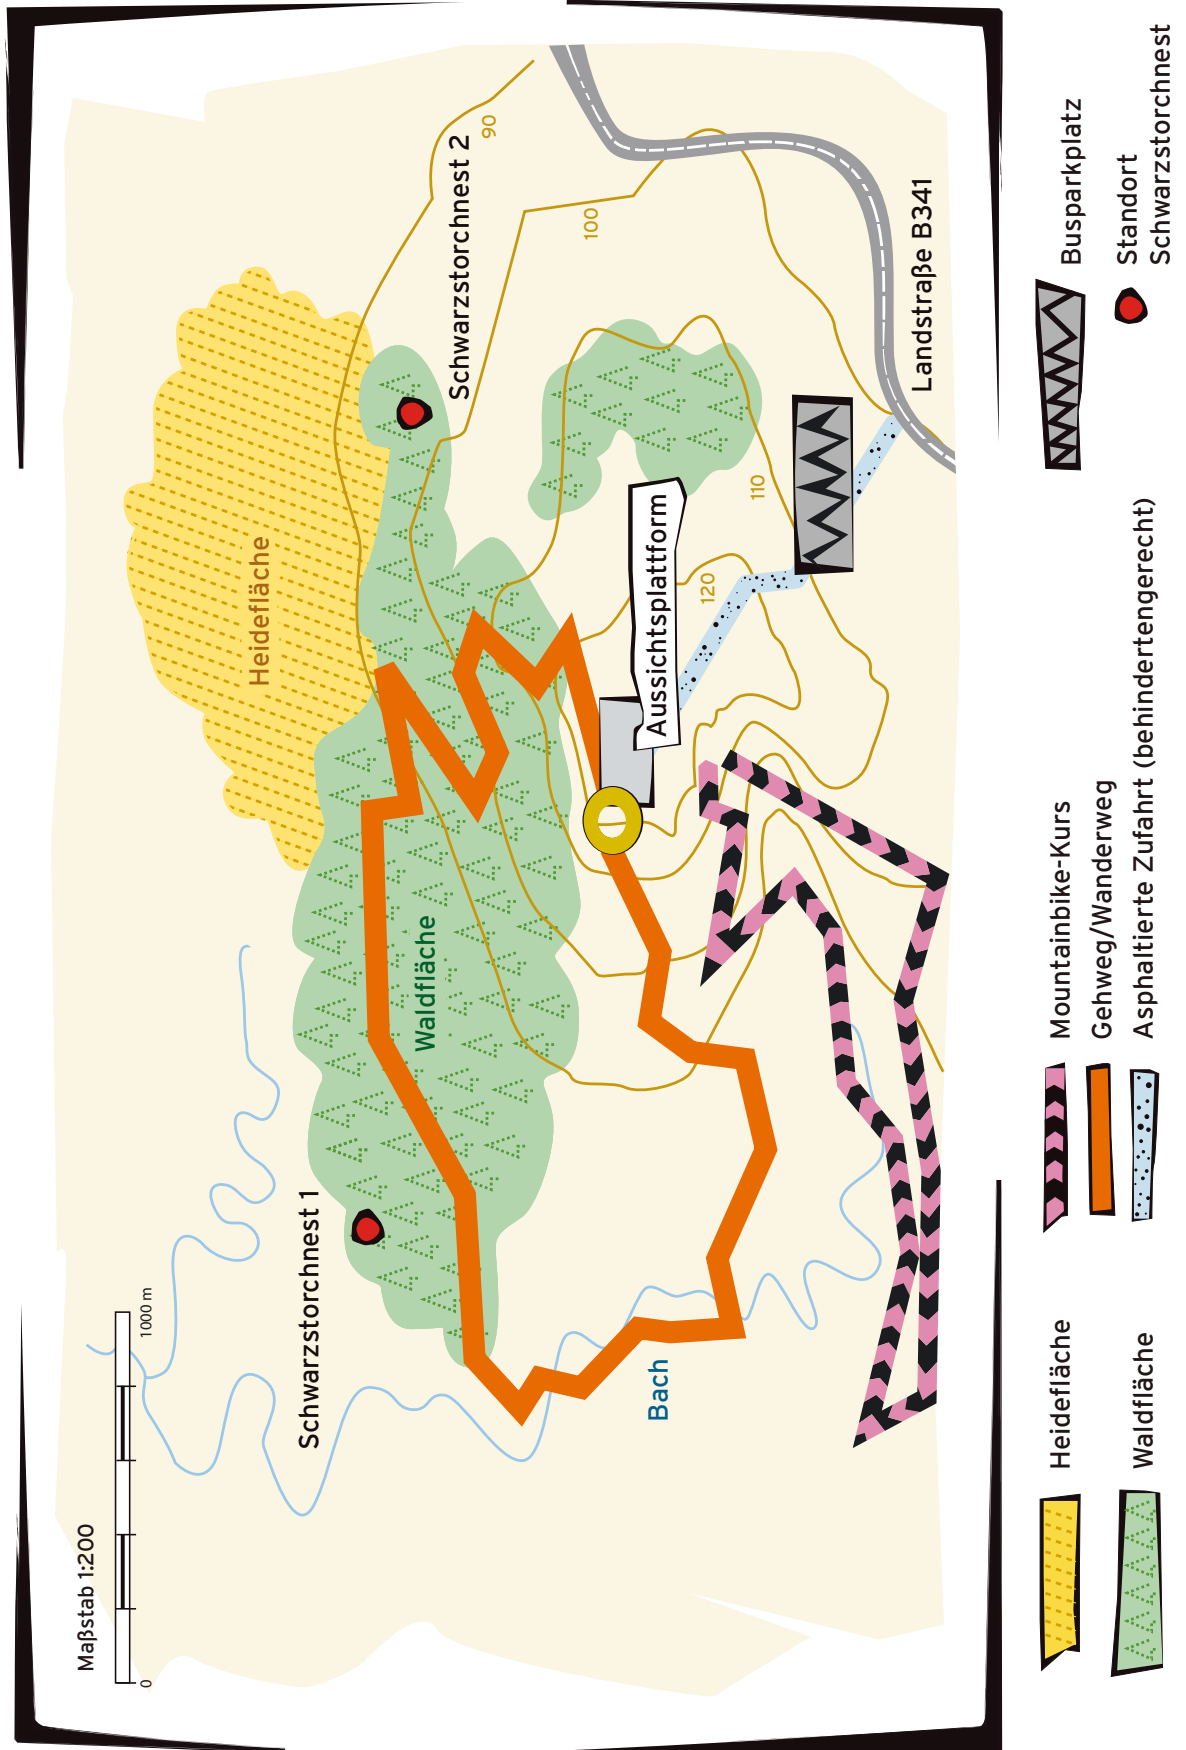 Maßstab 1:200
0
1000 m
Schwarzstorchnest 1
Heidefläche
Schwarzstorchnest 2
90
100
Waldfläche
Aussichtsplattform
120
110
Bach
Landstraße B341
Heidefläche
Waldfläche
Mountainbike-Kurs
Gehweg/Wanderweg
Asphaltierte Zufahrt (behindertengerecht)
Busparkplatz
Standort
Schwarzstorchnest